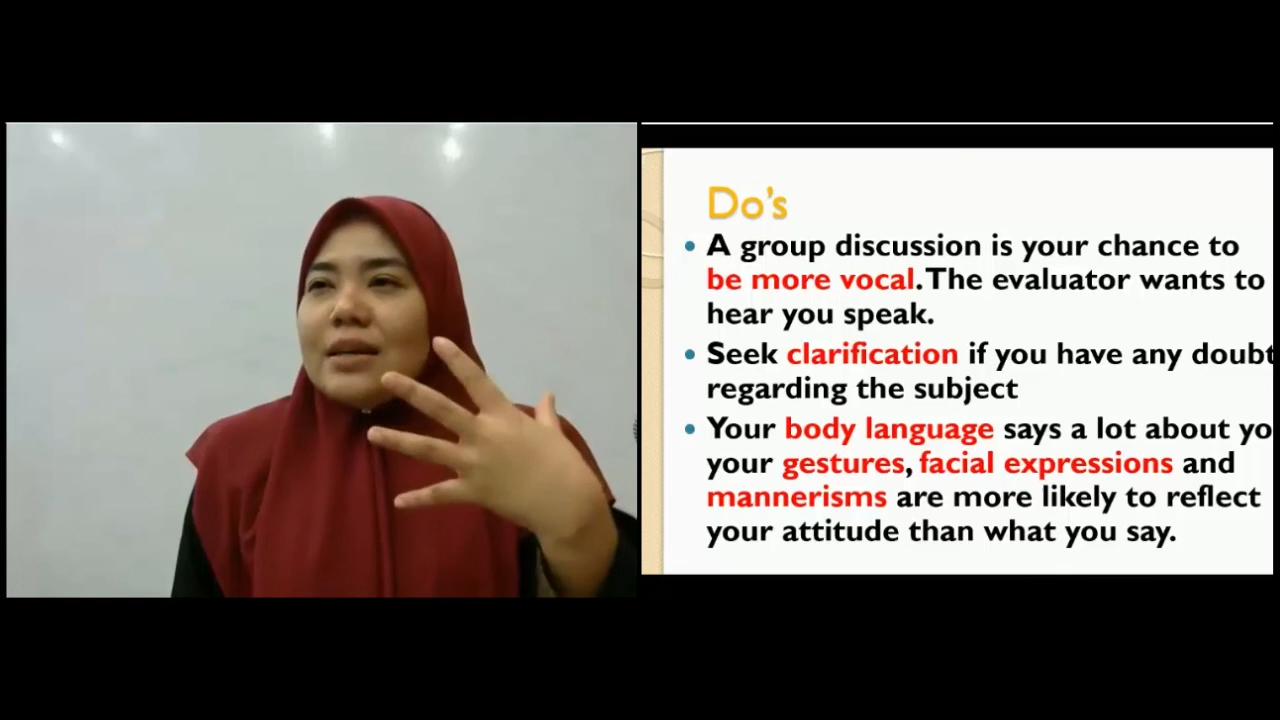 Do's
• A group discussion is your chance to
be more vocal. The evaluator wants to
hear you speak.
• Seek clarification if you have any doubt
regarding the subject
• Your body language says a lot about yo
your gestures, facial expressions and
mannerisms are more likely to reflect
your attitude than what you say.